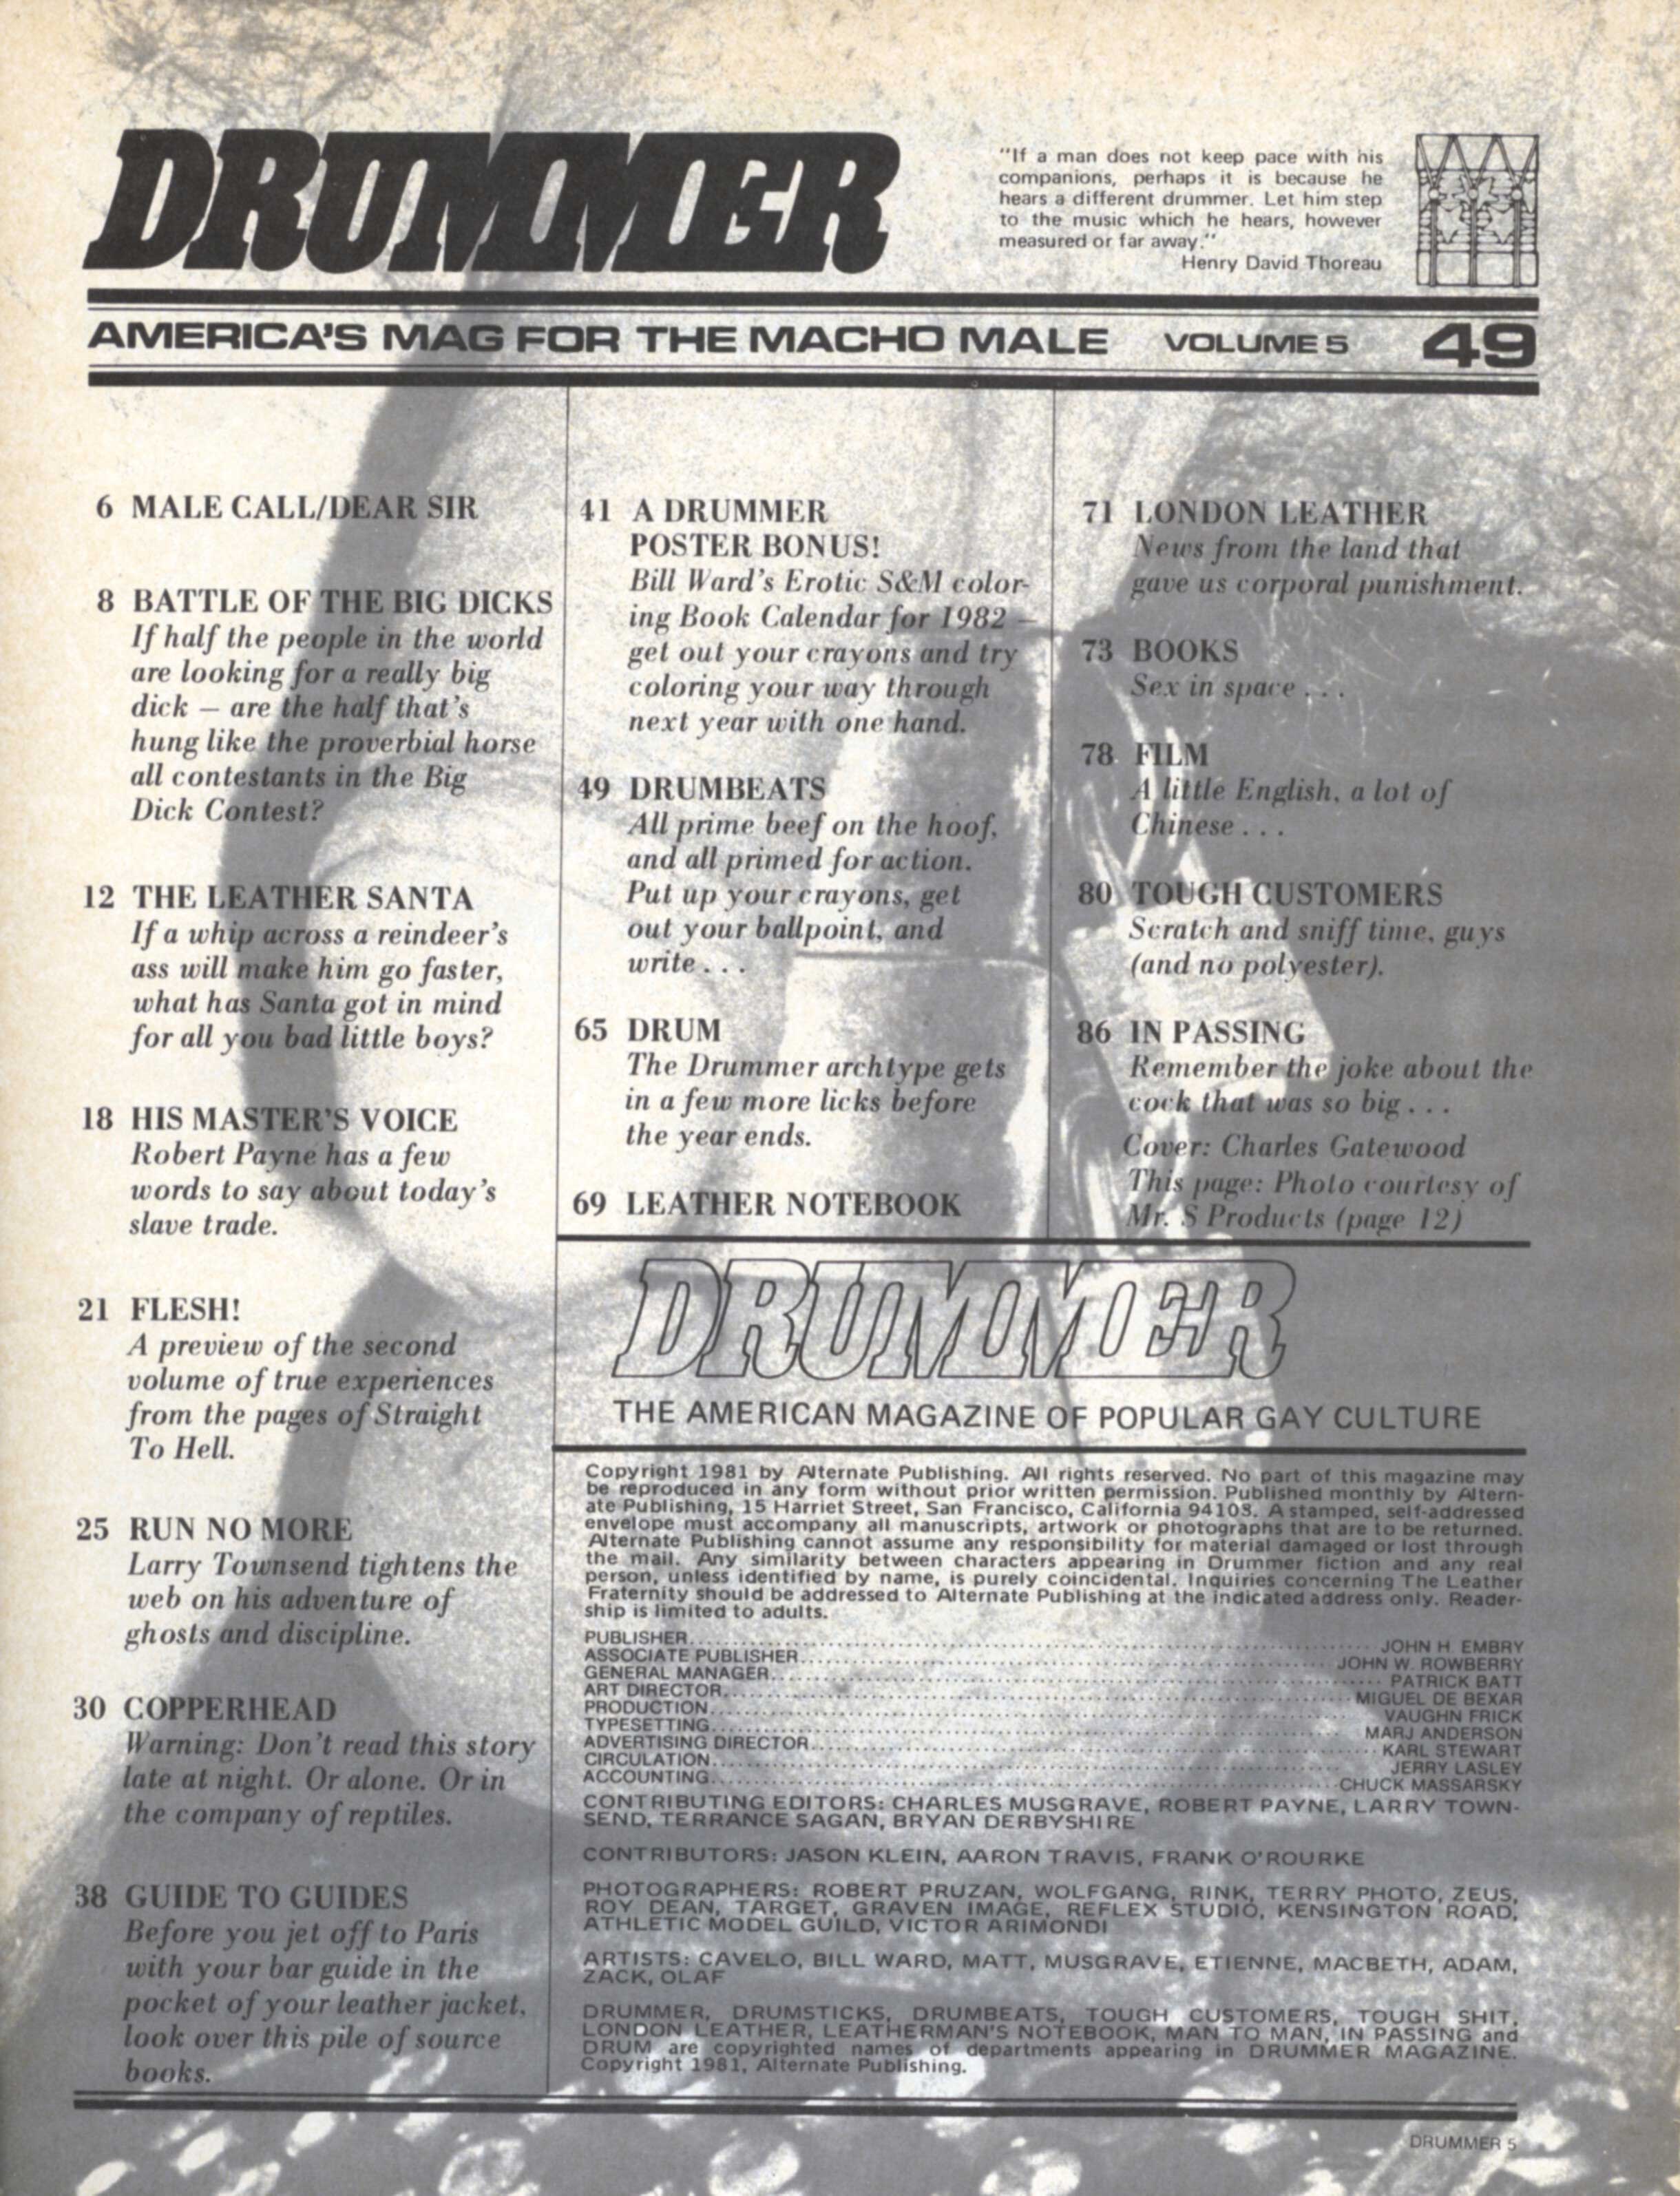 DRUMMER
"If a man does not keep pace with his
companions, perhaps it is because he
hears a different drummer. Let him step
to the music which he hears, however
measured or far away."
Henry David Thoreau
AMERICA'S MAG FOR THE MACHO MALE VOLUME 5 49
6 MALE CALL/DEAR SIR
8 BATTLE OF THE BIG DICKS
If half the people in the world
are looking for a really big
dick — are the half that's
hung like the proverbial horse
all contestants in the Big
Dick Contest?
12 THE LEATHER SANTA
If a whip across a reindeer's
ass will make him go faster,
what has Santa got in mind
for all you bad little boys?
18 HIS MASTER'S VOICE
Robert Payne has a few
words to say about today's
slave trade.
21 FLESH!
A preview of the second
volume of true experiences
from the pages of Straight
To Hell.
25 RUN NO MORE
Larry Townsend tightens the
web on his adventure of
ghosts and discipline.
30 COPPERHEAD
Warning: Don't read this story
late at night. Or alone. Or in
the company of reptiles.
38 GUIDE TO GUIDES
Before you jet off to Paris
with your bar guide in the
pocket of your leather jacket,
look over this pile of source
books.
41 A DRUMMER
POSTER BONUS!
Bill Ward's Erotic S&M color-
ing Book Calendar for 1982 —
get out your crayons and try
coloring your way through
next year with one hand.
49 DRUMBEATS
All prime beef on the hoof,
and all primed for action.
Put up your crayons, get
out your ballpoint, and
write . . .
65 DRUM
The Drummer archtype gets
in a few more licks before
the year ends.
69 LEATHER NOTEBOOK
71 LONDON LEATHER
News from the land that
gave us corporal punishment.
73 BOOKS
Sex in space . . .
78 FILM
A little English, a lot of
Chinese . . .
80 TOUGH CUSTOMERS
Scratch and sniff time, guys
(and no polyester).
86 IN PASSING
Remember the joke about the
cock that was so big . . .
Cover: Charles Gatewood
This page: Photo courtesy of
Mr. S Products (page 12)
DRUMMER
THE AMERICAN MAGAZINE OF POPULAR GAY CULTURE
Copyright 1981 by Alternate Publishing. All rights reserved. No part of this magazine may
be reproduced in any form without prior written permission. Published monthly by Altern-
ate Publishing, 15 Harriet Street, San Francisco, California 94103. A stamped, self-addressed
envelope must accompany all manuscripts, artwork or photographs that are to be returned.
Alternate Publishing cannot assume any responsibility for material damaged or lost through
the mail. Any similarity between characters appearing in Drummer fiction and any real
person, unless identified by name, is purely coincidental. Inquiries concerning The Leather
Fraternity should be addressed to Alternate Publishing at the indicated address only. Reader-
ship is limited to adults.
PUBLISHER JOHN H. EMBRY
ASSOCIATE PUBLISHER JOHN W. ROWBERRY
GENERAL MANAGER PATRICK BATT
ART DIRECTOR MIGUEL DE BEXAR
PRODUCTION VAUGHN FRICK
TYPESETTING MARJ ANDERSON
ADVERTISING DIRECTOR KARL STEWART
CIRCULATION JERRY LASLEY
ACCOUNTING CHUCK MASSARSKY
CONTRIBUTING EDITORS: CHARLES MUSGRAVE, ROBERT PAYNE, LARRY TOWN-
SEND, TERRANCE SAGAN, BRYAN DERBYSHIRE
CONTRIBUTORS: JASON KLEIN, AARON TRAVIS, FRANK O'ROURKE
PHOTOGRAPHERS: ROBERT PRUZAN, WOLFGANG, RINK, TERRY PHOTO, ZEUS,
ROY DEAN, TARGET, GRAVEN IMAGE, REFLEX STUDIO, KENSINGTON ROAD,
ATHLETIC MODEL GUILD, VICTOR ARIMONDI
ARTISTS: CAVELO, BILL WARD, MATT, MUSGRAVE, ETIENNE, MACBETH, ADAM,
ZACK, OLAF
DRUMMER, DRUMSTICKS, DRUMBEATS, TOUGH CUSTOMERS, TOUGH SHIT,
LONDON LEATHER, LEATHERMAN'S NOTEBOOK, MAN TO MAN, IN PASSING and
DRUM are copyrighted names of departments appearing in DRUMMER MAGAZINE.
Copyright 1981, Alternate Publishing.
DRUMMER 5